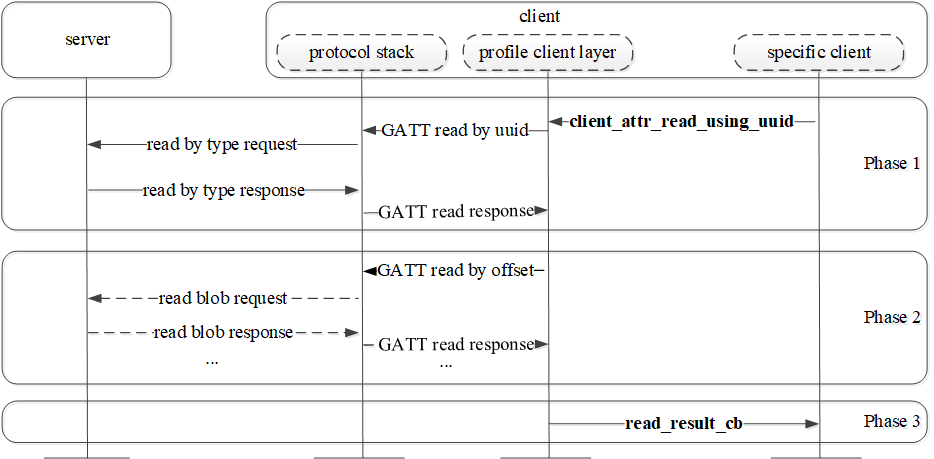 client
server
protocol stack
profile client layer
specific client
client_attr_read_using_uuid
GATT read by uuid
read by type request
Phase 1
read by type response
GATT read response
GATT read by offset
read blob request
Phase 2
read blob response
GATT read response
...
...
Phase 3
read_result_cb